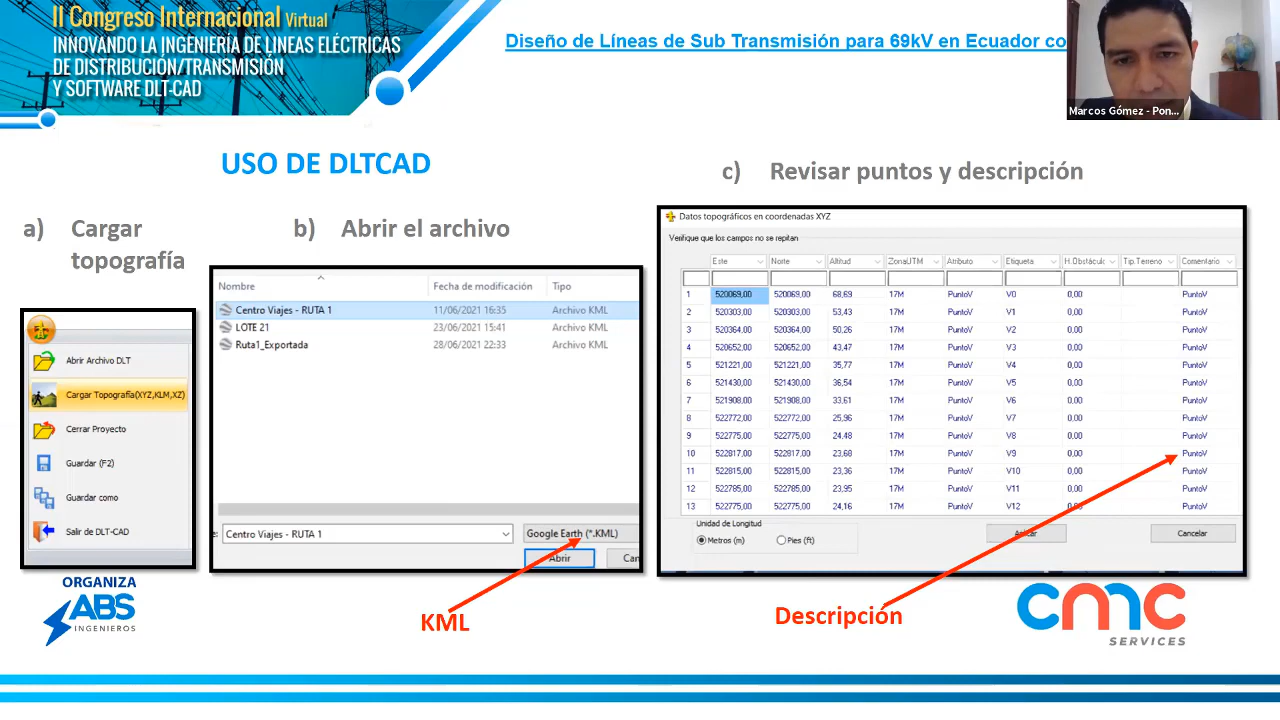 II Congreso Internacional Virtual
INNOVANDO LA INGENIERÍA DE LÍNEAS ELÉCTRICAS
DE DISTRIBUCIÓN/TRANSMISIÓN
Y SOFTWARE DLT-CAD
Diseño de Líneas de Sub Transmisión para 69kV en Ecuador co
Marcos Gómez - Pon...
USO DE DLTCAD
a) Cargar
topografía
Abrir Archivo DLT
Cargar Topografía(XYZ,KLM,XZ)
Cerrar Proyecto
Guardar (F2)
Guardar como
Salir de DLT-CAD
b) Abrir el archivo
Nombre Fecha de modificación Tipo
Centro Viajes - RUTA 1 11/06/2021 16:35 Archivo KML
LOTE 21 23/06/2021 15:41 Archivo KML
Ruta1_Exportada 28/06/2021 22:33 Archivo KML
Centro Viajes - RUTA 1 Google Earth (*.KML)
Abrir Can
KML
c) Revisar puntos y descripción
Datos topográficos en coordenadas XYZ
Verifique que los campos no se repitan
Este Norte Altitud ZonaUTM Atributo Etiqueta H.Obstáculo Tip.Terreno Comentario
1 520069,00 520069,00 68,69 17M PuntoV V0 0,00 PuntoV
2 520303,00 520303,00 53,43 17M PuntoV V1 0,00 PuntoV
3 520364,00 520364,00 50,26 17M PuntoV V2 0,00 PuntoV
4 520652,00 520652,00 43,47 17M PuntoV V3 0,00 PuntoV
5 521221,00 521221,00 35,77 17M PuntoV V4 0,00 PuntoV
6 521430,00 521430,00 36,54 17M PuntoV V5 0,00 PuntoV
7 521908,00 521908,00 33,61 17M PuntoV V6 0,00 PuntoV
8 522772,00 522772,00 25,96 17M PuntoV V7 0,00 PuntoV
9 522775,00 522775,00 24,48 17M PuntoV V8 0,00 PuntoV
10 522817,00 522817,00 23,68 17M PuntoV V9 0,00 PuntoV
11 522815,00 522815,00 23,36 17M PuntoV V10 0,00 PuntoV
12 522785,00 522785,00 23,95 17M PuntoV V11 0,00 PuntoV
13 522775,00 522775,00 24,16 17M PuntoV V12 0,00 PuntoV
Unidad de Longitud
Metros (m) Pies (ft)
Cancelar
Descripción
ORGANIZA
ABS
INGENIEROS
cmc
SERVICES